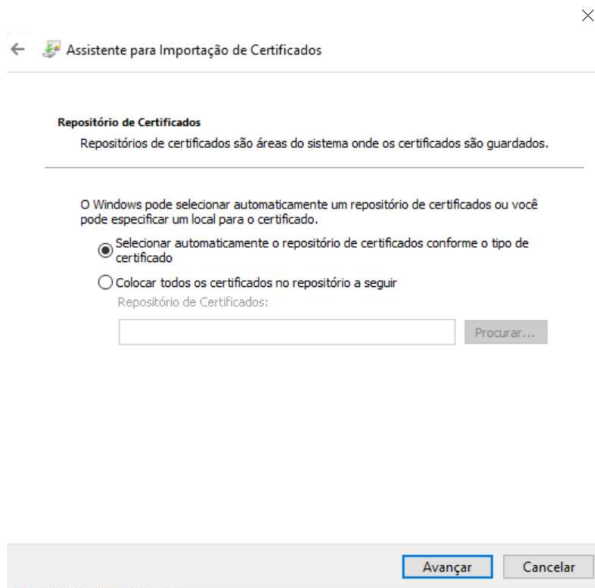 Assistente para Importação de Certificados
Repositório de Certificados
Repositórios de certificados são áreas do sistema onde os certificados são guardados.
O Windows pode selecionar automaticamente um repositório de certificados ou você
pode especificar um local para o certificado.
Selecionar automaticamente o repositório de certificados conforme o tipo de
certificado
Colocar todos os certificados no repositório a seguir
Repositório de Certificados:
Procurar...
Avançar
Cancelar